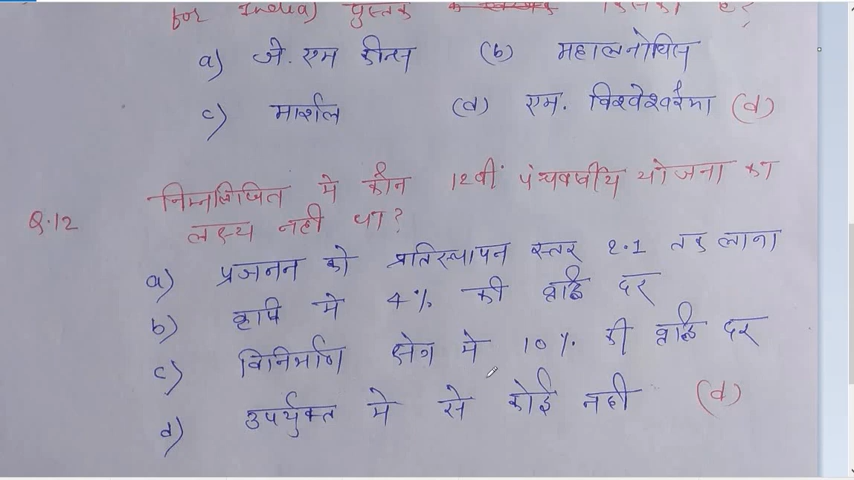 for India) पुस्तक किसकी है?
a) जे. एम कीन्स (b) महालनोबिस
c) मार्शल (d) एम. विश्वेश्वरैया (d)
Q.12 निम्नलिखित मे कौन 12वीं पंचवर्षीय योजना का
लक्ष्य नही था?
a) प्रजनन को प्रतिस्थापन स्तर 2.1 तक लाना
b) कृषि मे 4% की वृद्धि दर
c) विनिर्माण क्षेत्र मे 10% की वृद्धि दर
d) उपर्युक्त मे से कोई नही (d)